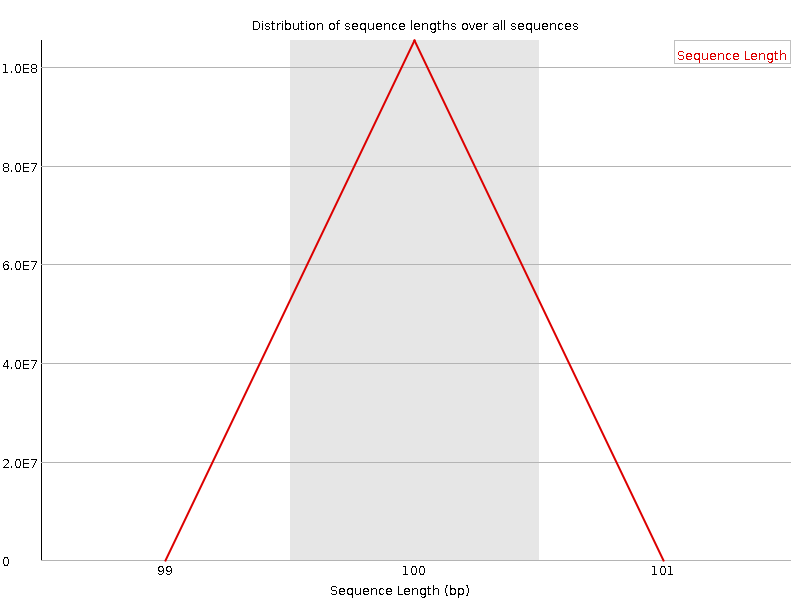 Distribution of sequence lengths over all sequences
Sequence Length
1.0E8
8.0E7
6.0E7
4.0E7
2.0E7
0
99 100 101
Sequence Length (bp)